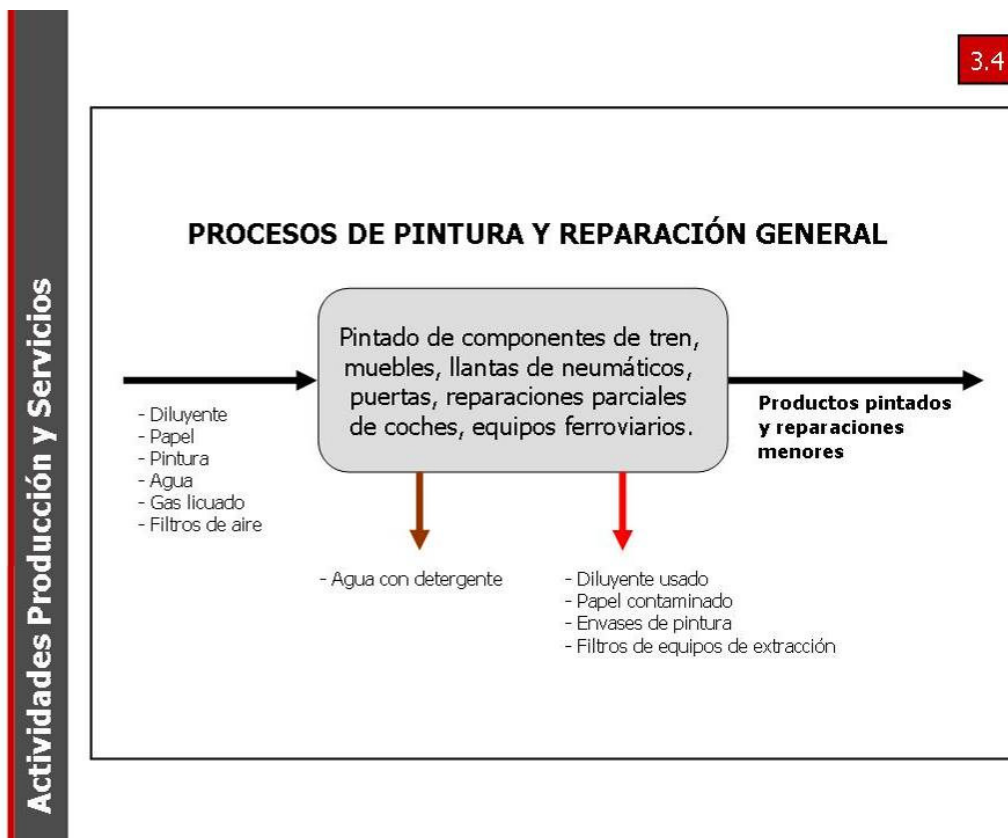 3.4
Actividades Producción y Servicios
PROCESOS DE PINTURA Y REPARACIÓN GENERAL
Pintado de componentes de tren,
muebles, llantas de neumáticos,
puertas, reparaciones parciales
de coches, equipos ferroviarios.
- Diluyente
- Papel
- Pintura
- Agua
- Gas licuado
- Filtros de aire
Productos pintados
y reparaciones
menores
- Agua con detergente
- Diluyente usado
- Papel contaminado
- Envases de pintura
- Filtros de equipos de extracción